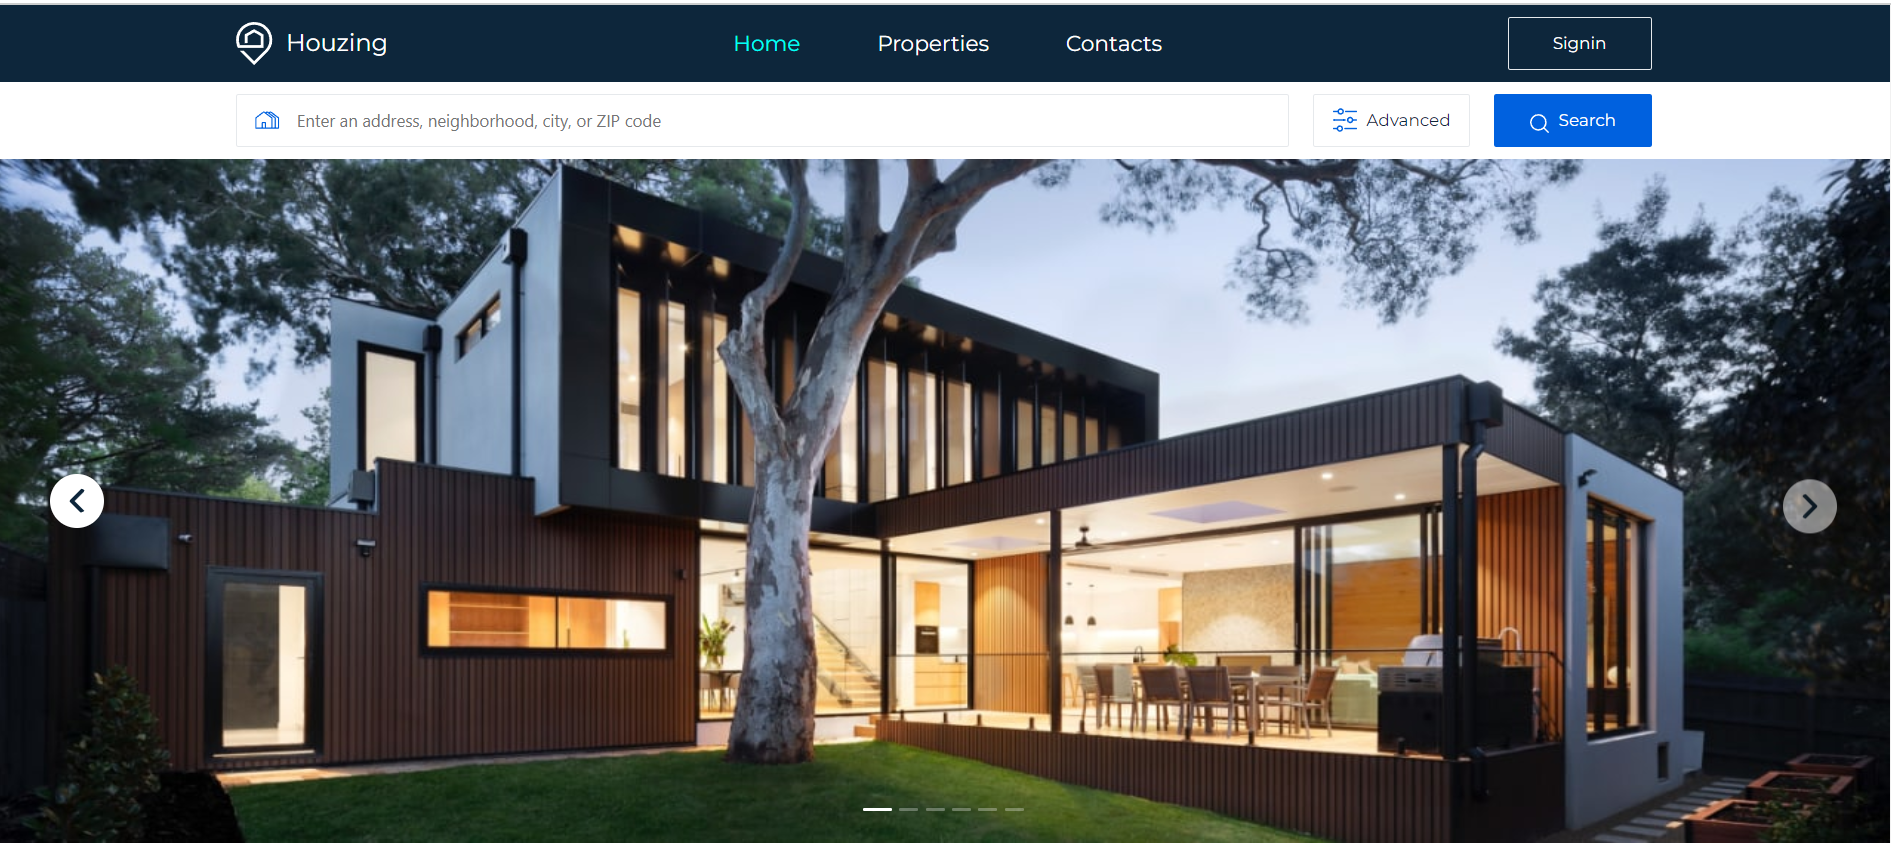 Houzing Home Properties Contacts Signin
Enter an address, neighborhood, city, or ZIP code Advanced Search